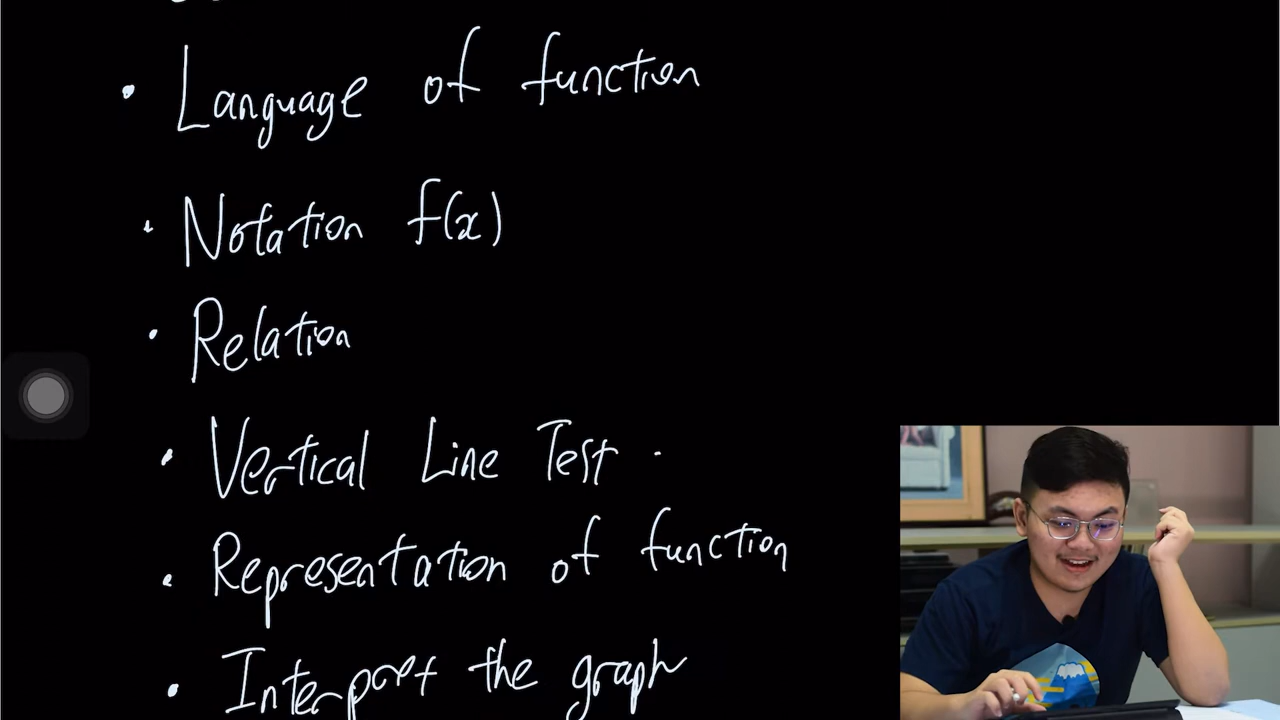 • Language of function
• Notation f(x)
• Relation
• Vertical Line Test .
• Representation of function
• Interpret the graph